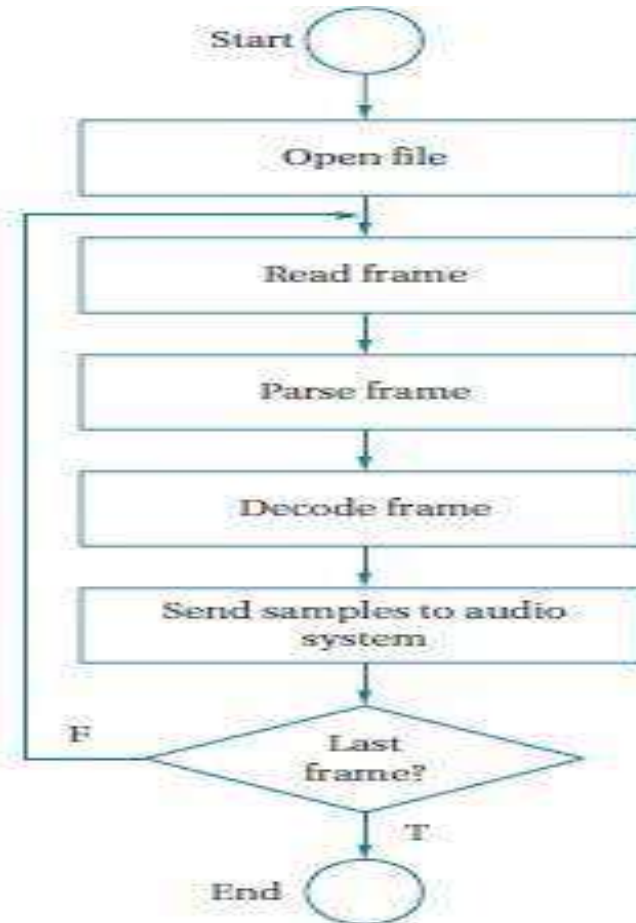 Start
Open file
Read frame
Parse frame
Decode frame
Send samples to audio
system
F
Last
frame?
T
End